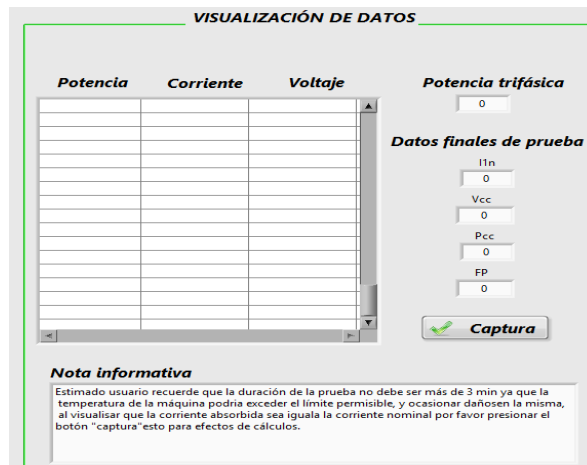 VISUALIZACIÓN DE DATOS
Potencia Corriente Voltaje
Potencia trifásica
0
Datos finales de prueba
I1n
0
Vcc
0
Pcc
0
FP
0
Captura
Nota informativa
Estimado usuario recuerde que la duración de la prueba no debe ser más de 3 min ya que la
temperatura de la máquina podria exceder el límite permisible, y ocasionar dañosen la misma,
al visualisar que la corriente absorbida sea iguala la corriente nominal por favor presionar el
botón "captura"esto para efectos de cálculos.